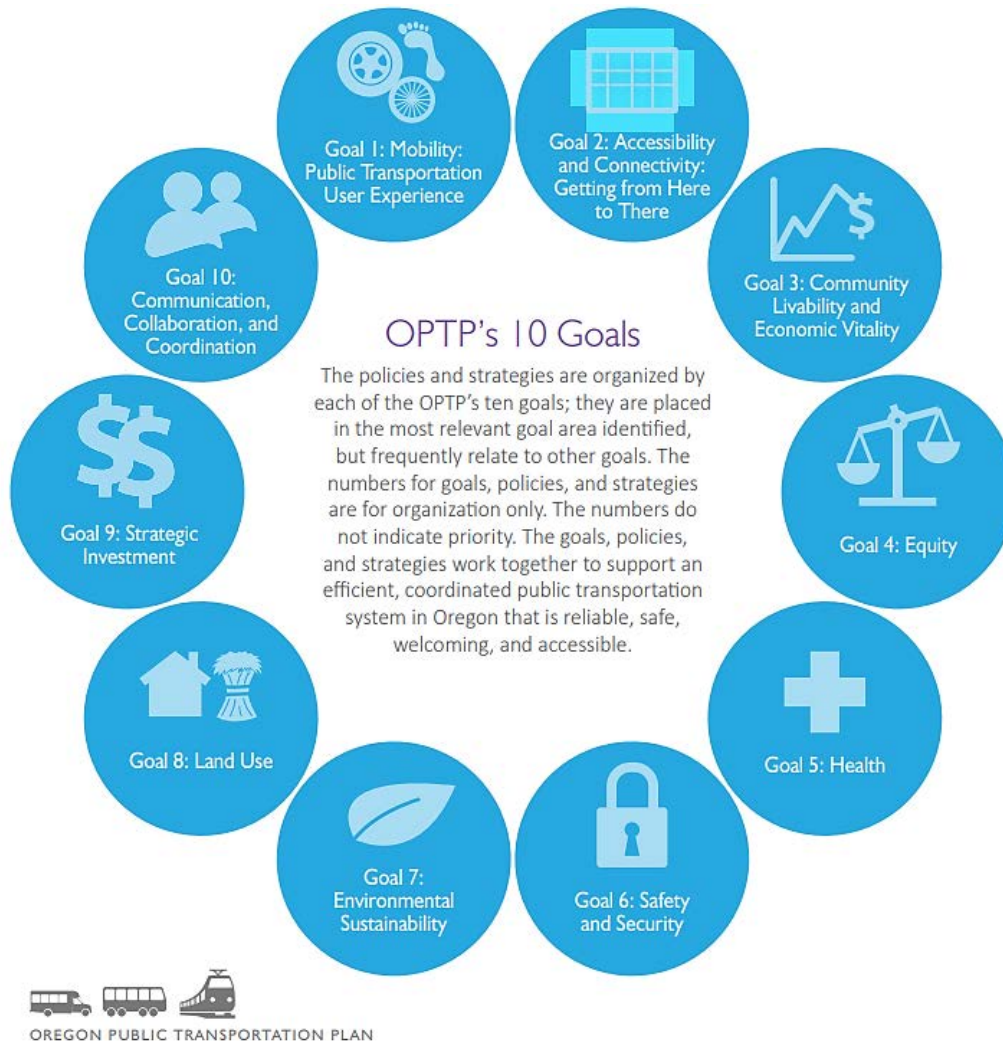 Goal 1: Mobility:
Public Transportation
User Experience
Goal 2: Accessibility
and Connectivity:
Getting from Here
to There
Goal 3: Community
Livability and
Economic Vitality
Goal 4: Equity
Goal 5: Health
Goal 6: Safety
and Security
Goal 7:
Environmental
Sustainability
Goal 8: Land Use
Goal 9: Strategic
Investment
Goal 10:
Communication,
Collaboration, and
Coordination
OPTP's 10 Goals
The policies and strategies are organized by
each of the OPTP's ten goals; they are placed
in the most relevant goal area identified,
but frequently relate to other goals. The
numbers for goals, policies, and strategies
are for organization only. The numbers do
not indicate priority. The goals, policies,
and strategies work together to support an
efficient, coordinated public transportation
system in Oregon that is reliable, safe,
welcoming, and accessible.
OREGON PUBLIC TRANSPORTATION PLAN